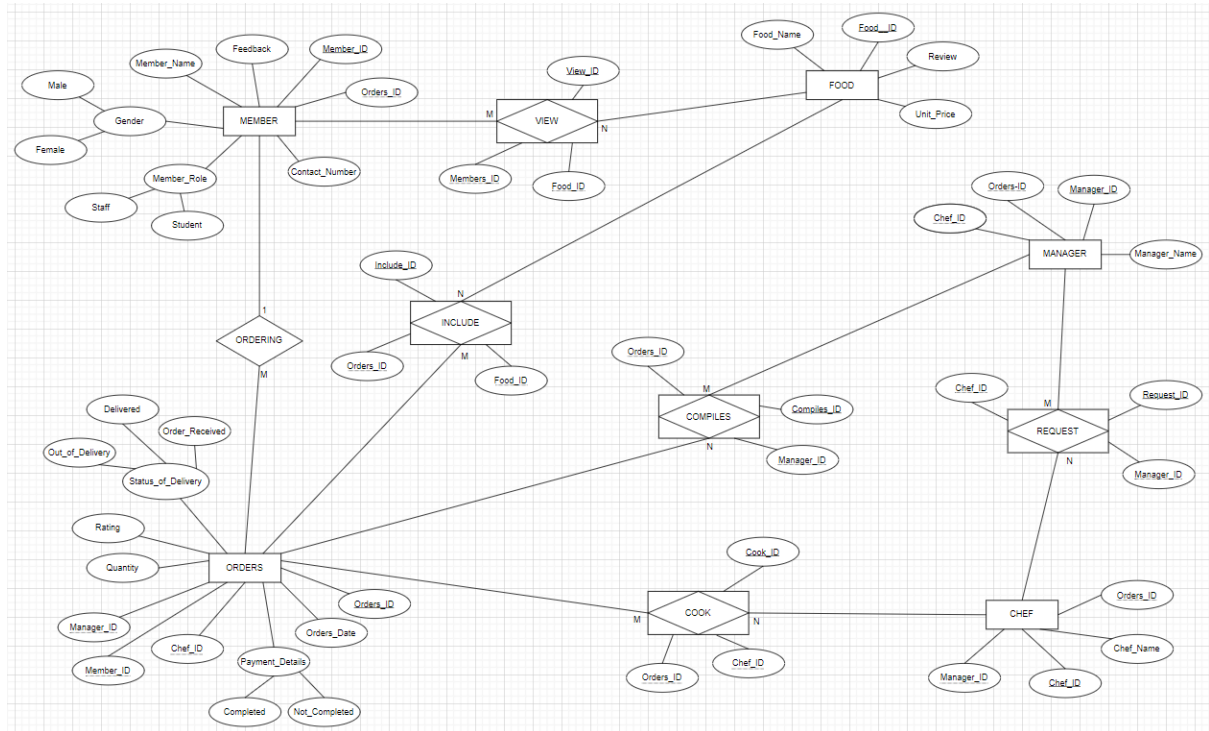 Feedback
Member_ID
Member_Name
Orders_ID
Male
Gender
MEMBER
Female
Member_Role
Contact_Number
Staff
Student
View_ID
M
VIEW
N
Members_ID
Food_ID
Food_Name
Food__ID
Review
FOOD
Unit_Price
Orders-ID
Manager_ID
Chef_ID
MANAGER
Manager_Name
Include_ID
N
INCLUDE
M
Orders_ID
Food_ID
1
ORDERING
M
Orders_ID
M
COMPILES
Compiles_ID
N
Manager_ID
Chef_ID
M
Request_ID
REQUEST
N
Manager_ID
Delivered
Order_Received
Out_of_Delivery
Status_of_Delivery
Rating
Quantity
ORDERS
Manager_ID
Member_ID
Chef_ID
Orders_ID
Orders_Date
Payment_Details
Completed
Not_Completed
Cook_ID
M
COOK
N
Orders_ID
Chef_ID
CHEF
Orders_ID
Chef_Name
Manager_ID
Chef_ID